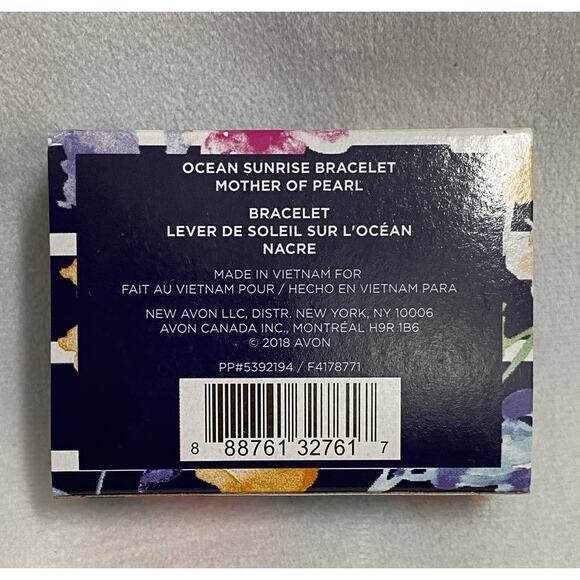 OCEAN SUNRISE BRACELET
MOTHER OF PEARL
BRACELET
LEVER DE SOLEIL SUR L'OCÉAN
NACRE
MADE IN VIETNAM FOR
FAIT AU VIETNAM POUR / HECHO EN VIETNAM PARA
NEW AVON LLC, DISTR. NEW YORK, NY 10006
AVON CANADA INC., MONTRÉAL H9R 1B6
© 2018 AVON
PP#5392194 / F4178771
8 88761 32761 7